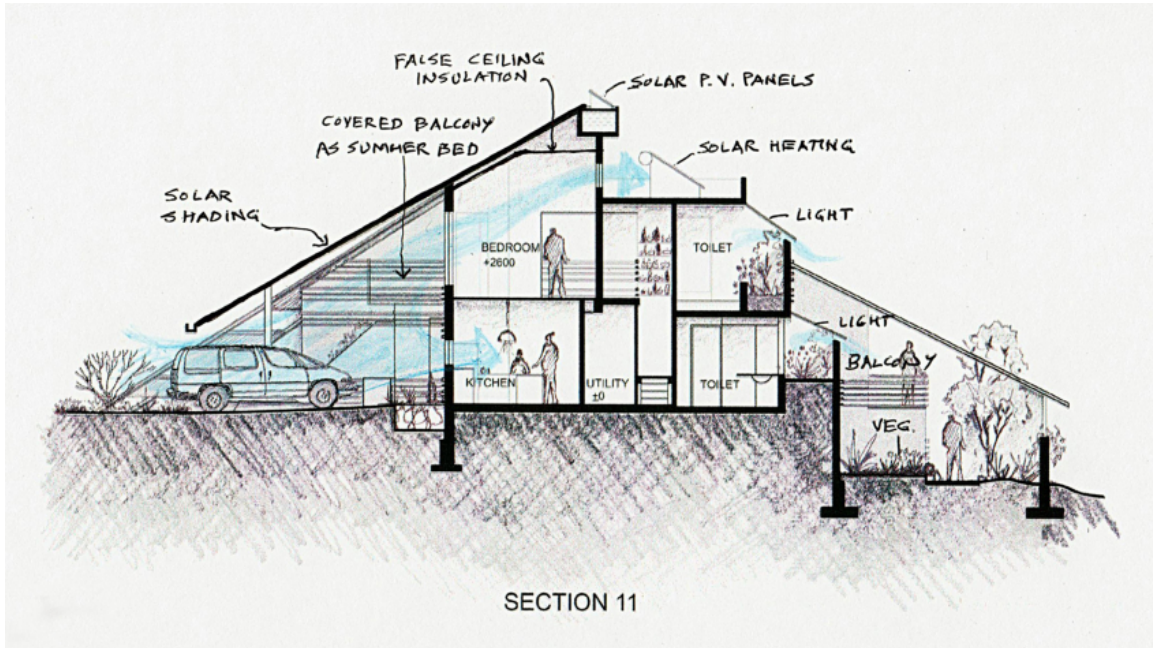 FALSE CEILING
INSULATION
SOLAR P.V. PANELS
COVERED BALCONY
AS SUMMER BED
SOLAR HEATING
SOLAR
SHADING
LIGHT
BEDROOM
+2600
TOILET
LIGHT
BALCONY
KITCHEN
UTILITY
±0
TOILET
VEG.
SECTION 11